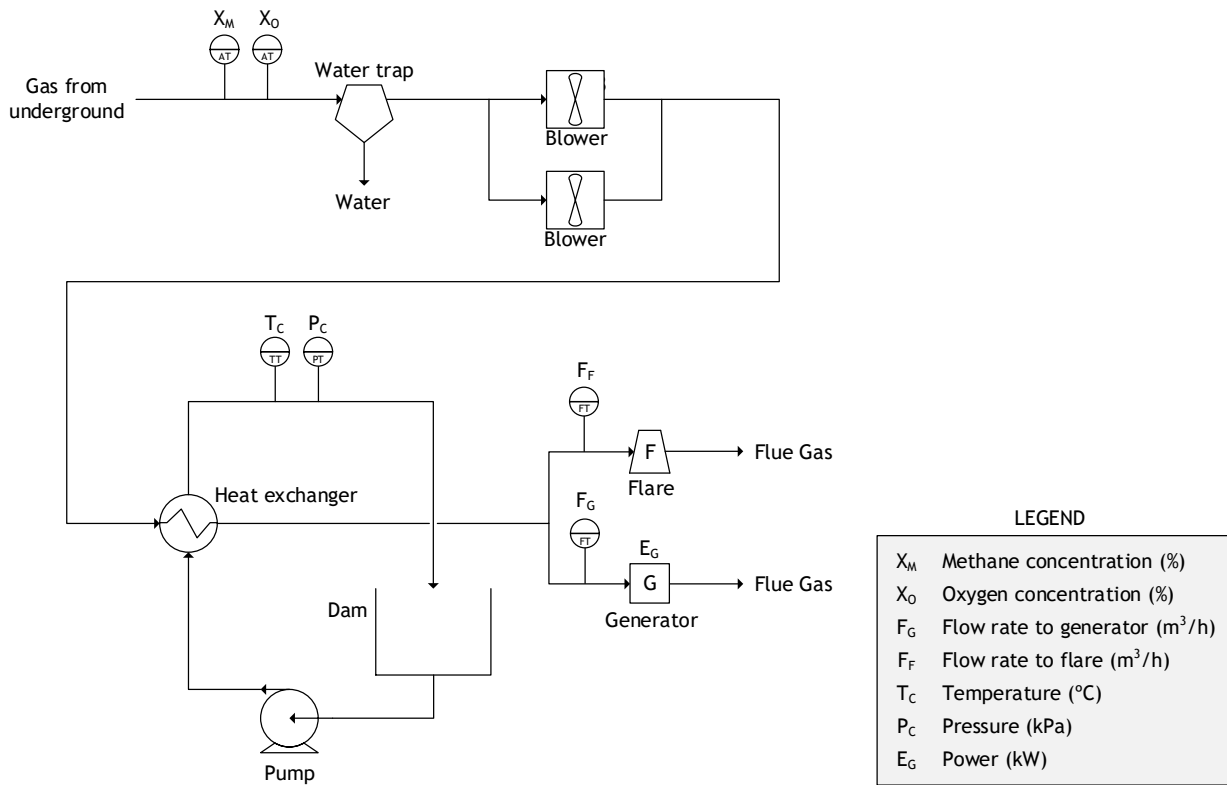 X_M X_O
AT AT
Gas from
underground
Water trap
Water
Blower
Blower
T_C P_C
TT PT
Heat exchanger
F_F
FT
F
Flare
Flue Gas
F_G
FT
E_G
G
Generator
Flue Gas
Dam
Pump
LEGEND
X_M Methane concentration (%)
X_O Oxygen concentration (%)
F_G Flow rate to generator (m³/h)
F_F Flow rate to flare (m³/h)
T_C Temperature (ºC)
P_C Pressure (kPa)
E_G Power (kW)